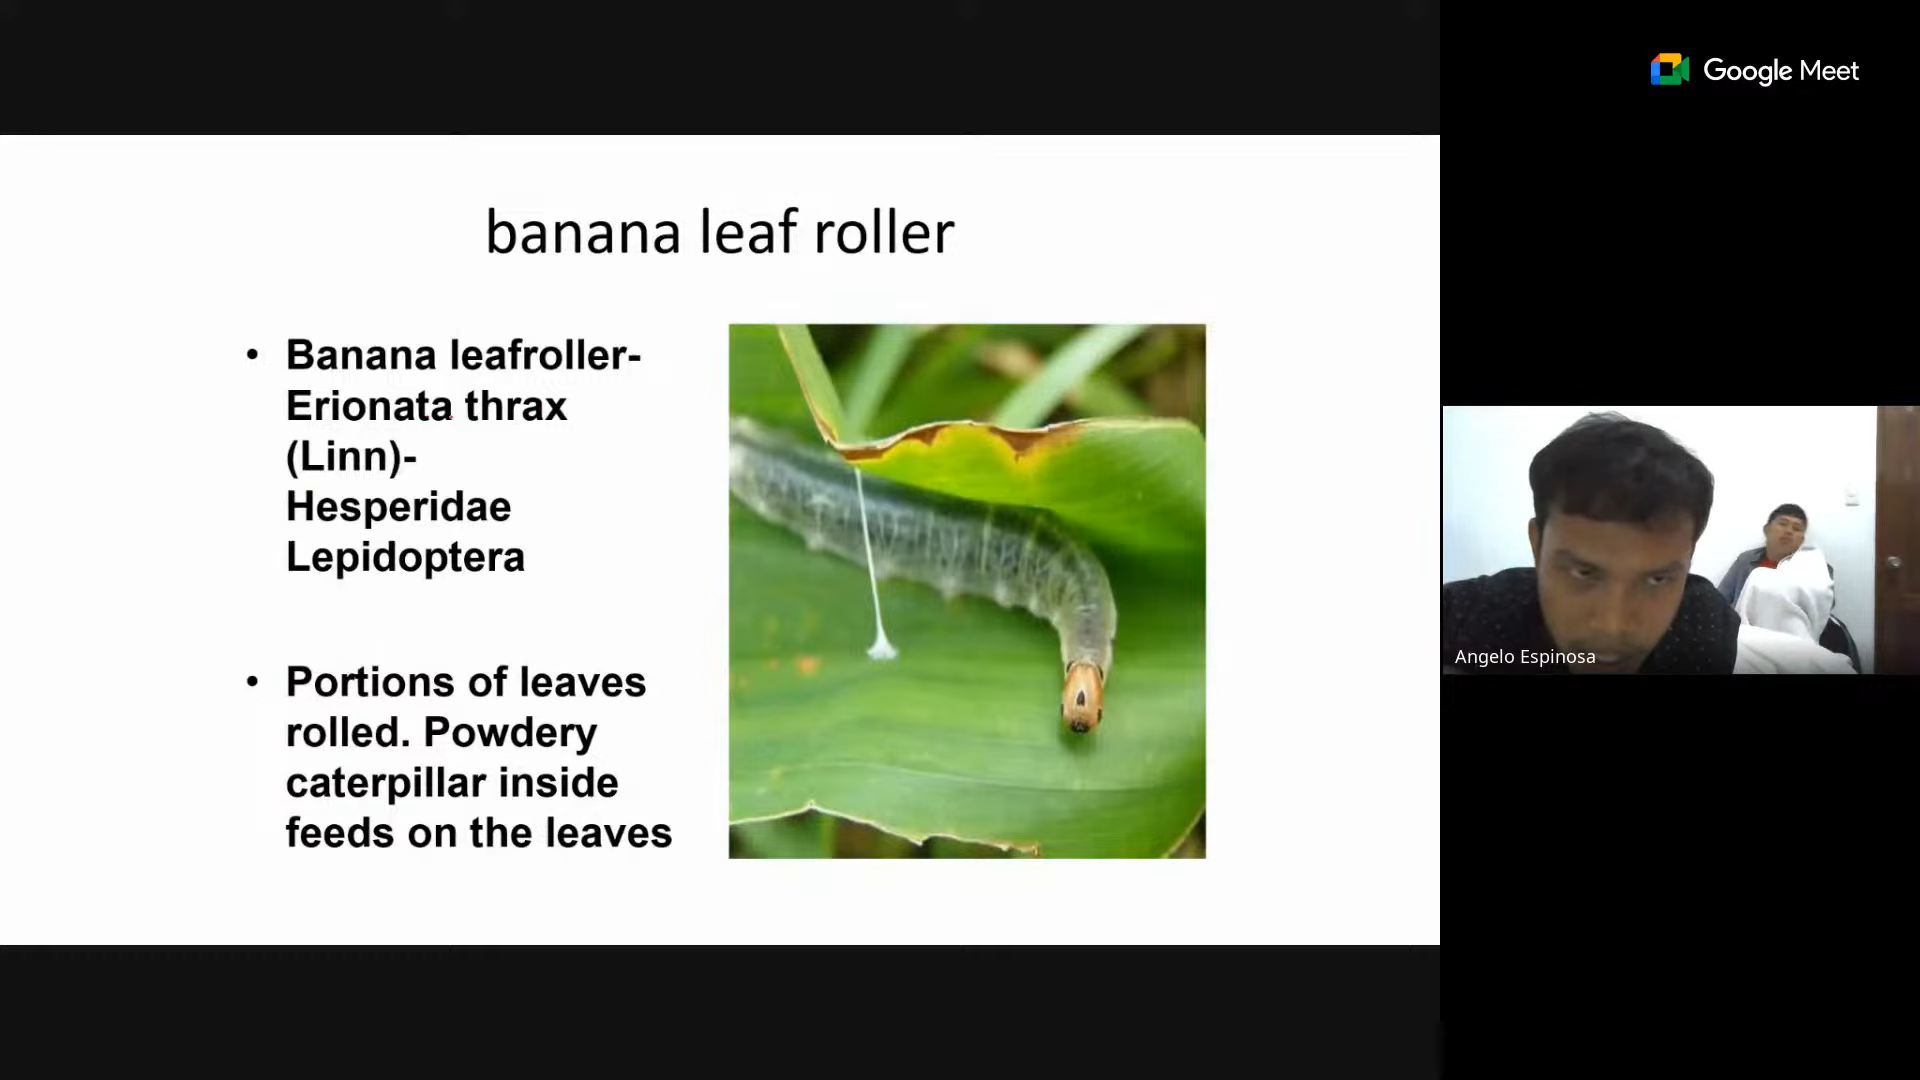 Google Meet
banana leaf roller
• Banana leafroller-
Erionata thrax
(Linn)-
Hesperidae
Lepidoptera
• Portions of leaves
rolled. Powdery
caterpillar inside
feeds on the leaves
Angelo Espinosa